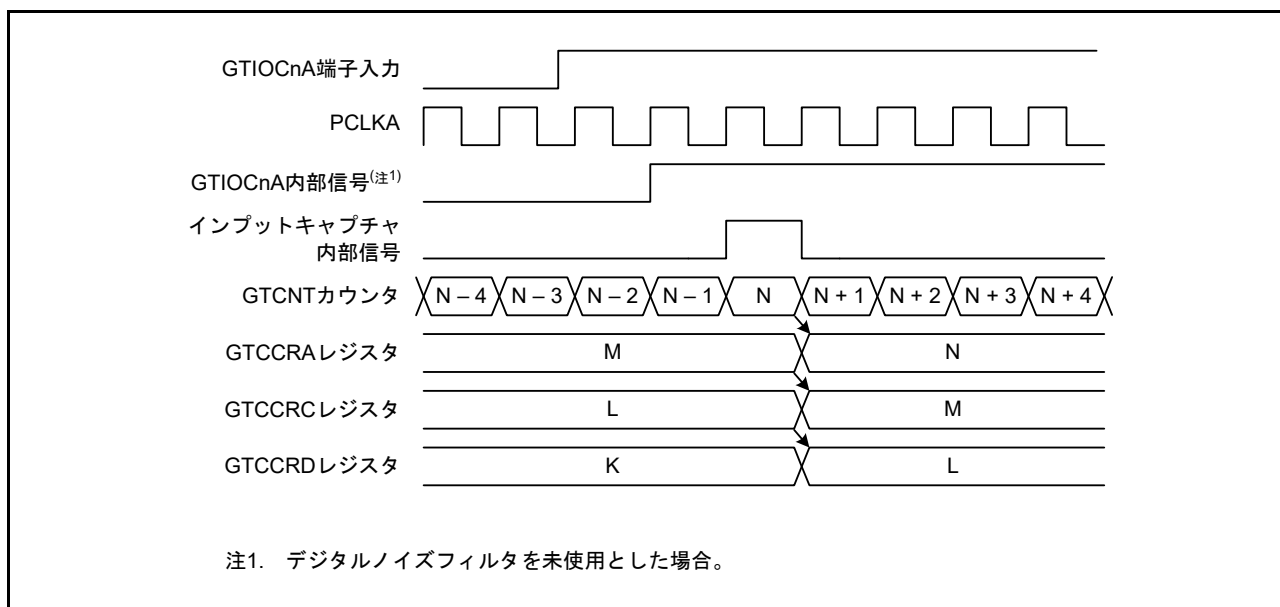 GTIOCnA端子入力
PCLKA
GTIOCnA内部信号(注1)
インプットキャプチャ
内部信号
GTCNTカウンタ N – 4 N – 3 N – 2 N – 1 N N + 1 N + 2 N + 3 N + 4
GTCCRAレジスタ M N
GTCCRCレジスタ L M
GTCCRDレジスタ K L
注1. デジタルノイズフィルタを未使用とした場合。